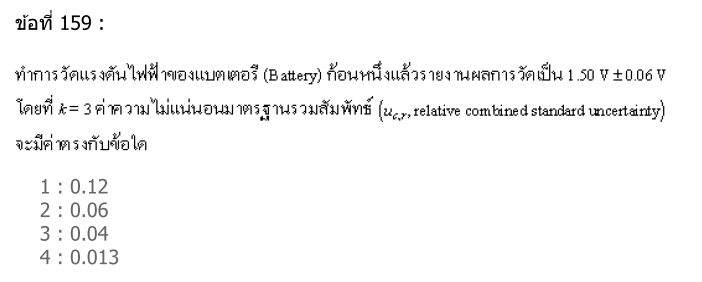 ข้อที่ 159 :
ทำการวัดแรงดันไฟฟ้าของแบตเตอรี่ (Battery) ก้อนหนึ่งแล้วรายงานผลการวัดเป็น 1.50 V ±0.06 V
โดยที่ k = 3 ค่าความไม่แน่นอนมาตรฐานรวมสัมพัทธ์ (u_{c,r}, relative combined standard uncertainty)
จะมีค่าตรงกับข้อใด
1 : 0.12
2 : 0.06
3 : 0.04
4 : 0.013